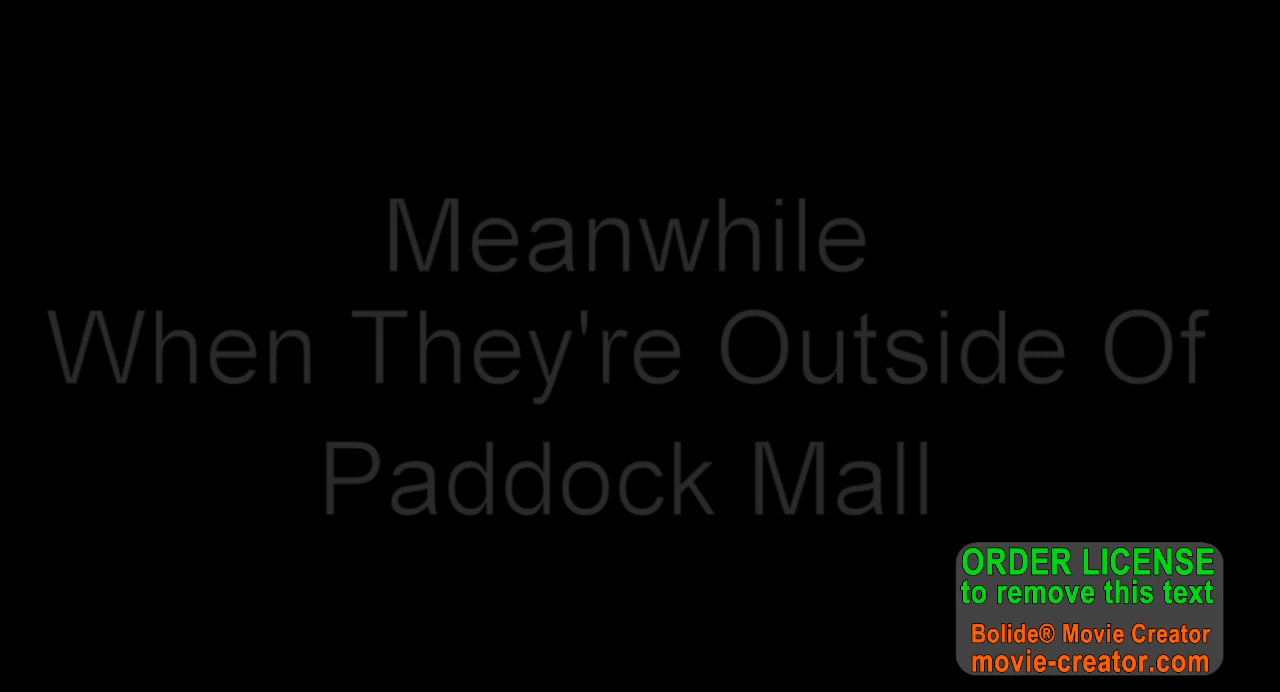 Meanwhile
When They're Outside Of
Paddock Mall
ORDER LICENSE
to remove this text
Bolide® Movie Creator
movie-creator.com